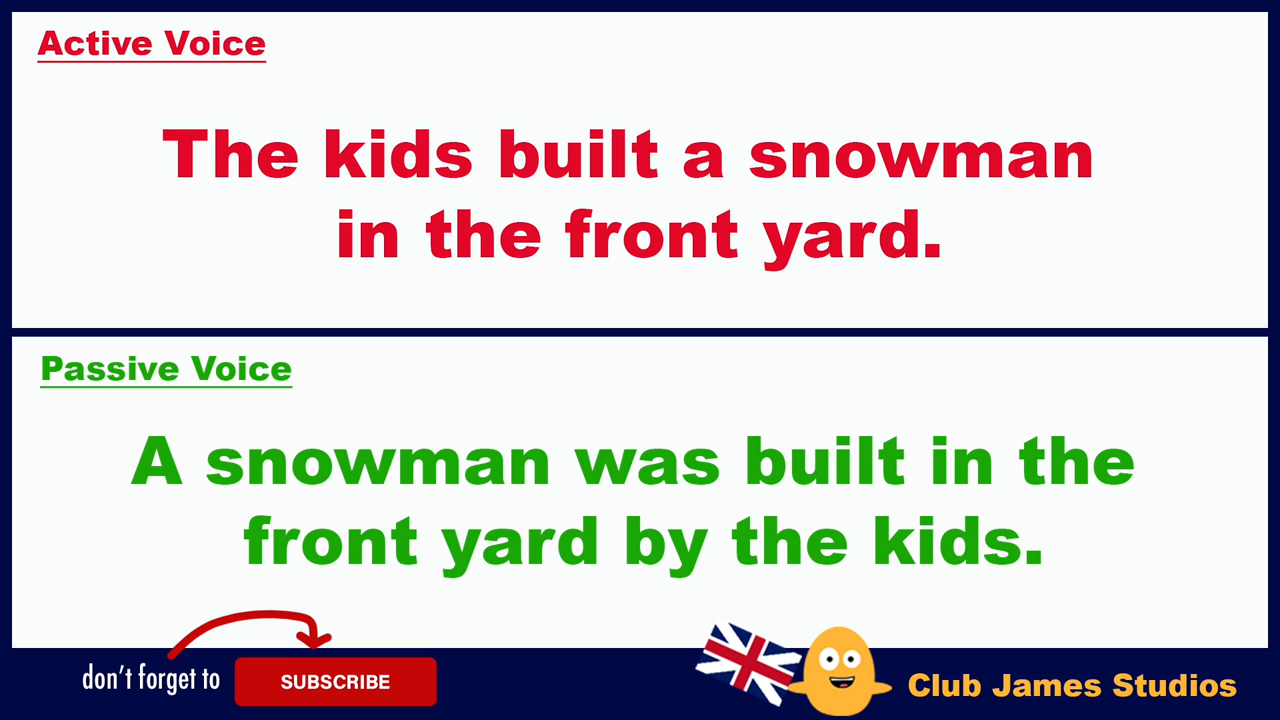 Active Voice
The kids built a snowman
in the front yard.
Passive Voice
A snowman was built in the
front yard by the kids.
don't forget to
SUBSCRIBE
Club James Studios